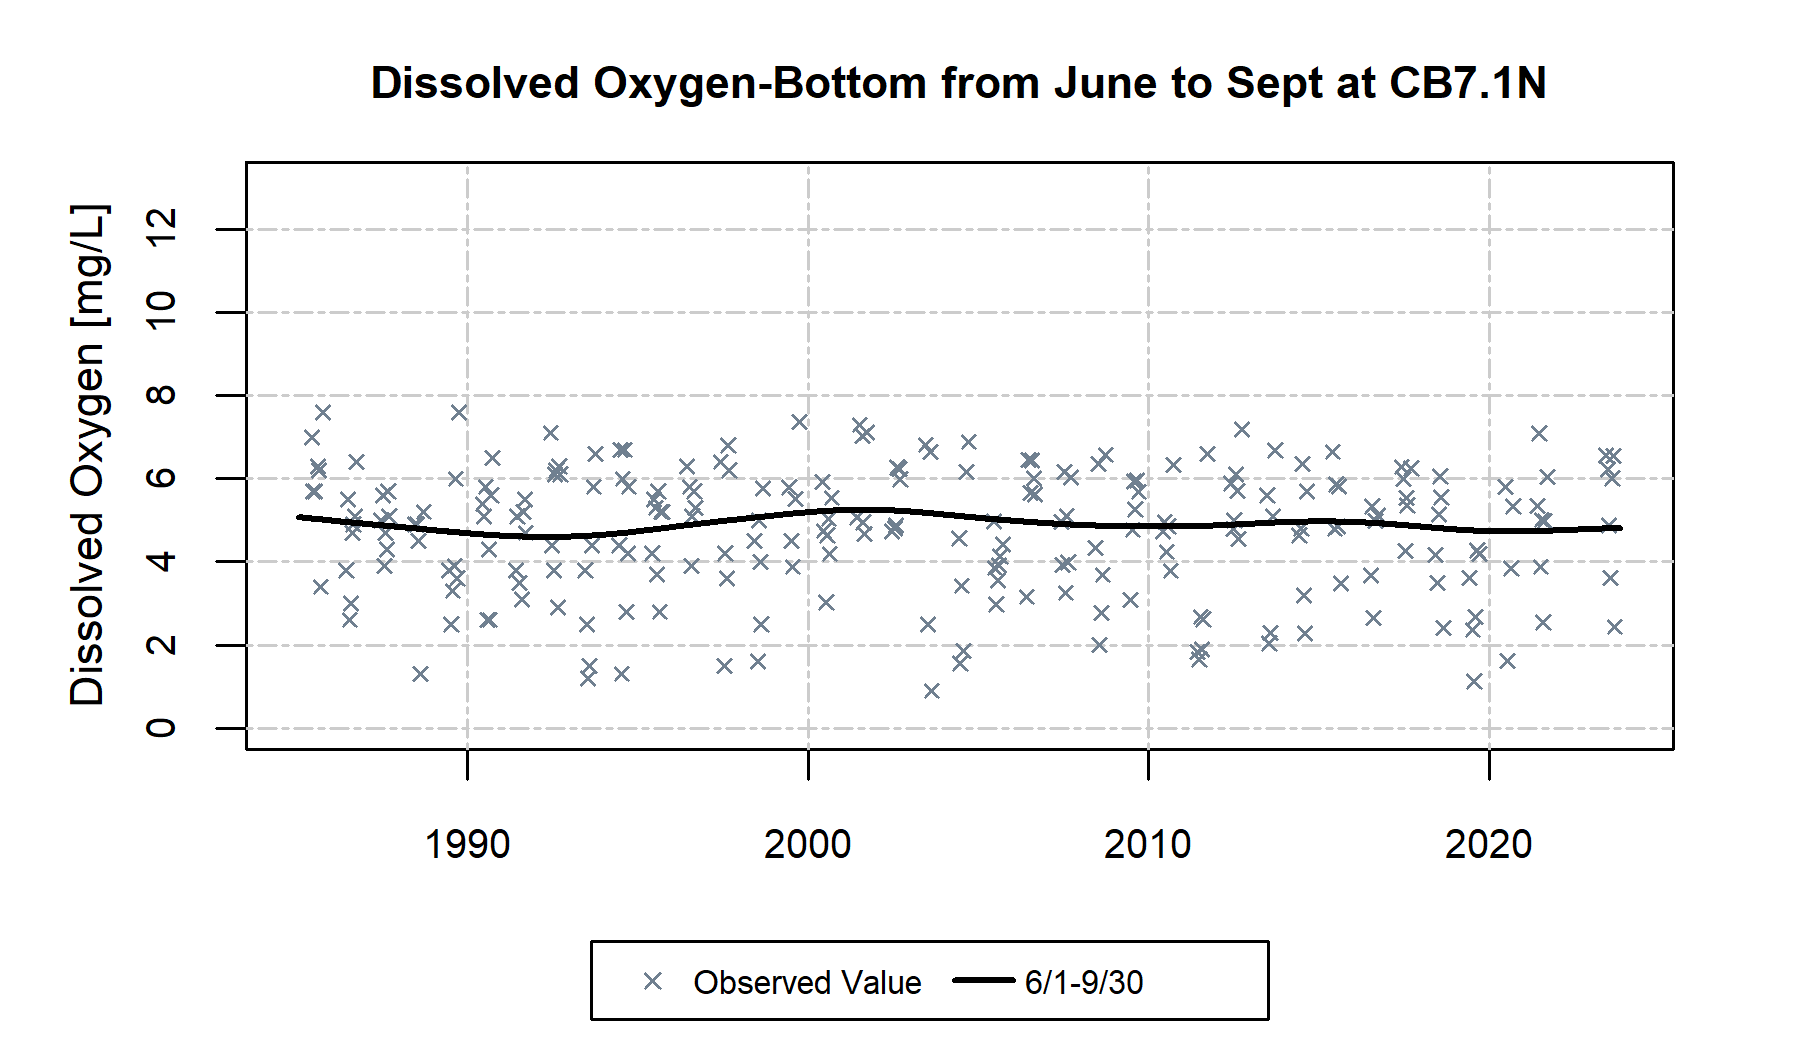 Dissolved Oxygen-Bottom from June to Sept at CB7.1N
Dissolved Oxygen [mg/L]
12
10
8
6
4
2
0
1990 2000 2010 2020
Observed Value 6/1-9/30